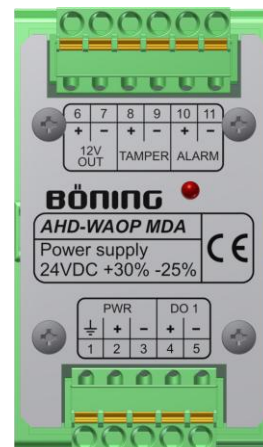 6 7 8 9 10 11
+ - + - + -
12V OUT TAMPER ALARM
BÖNING
AHD-WAOP MDA
Power supply
24VDC +30% -25%
CE
PWR DO 1
⏚ + - + -
1 2 3 4 5